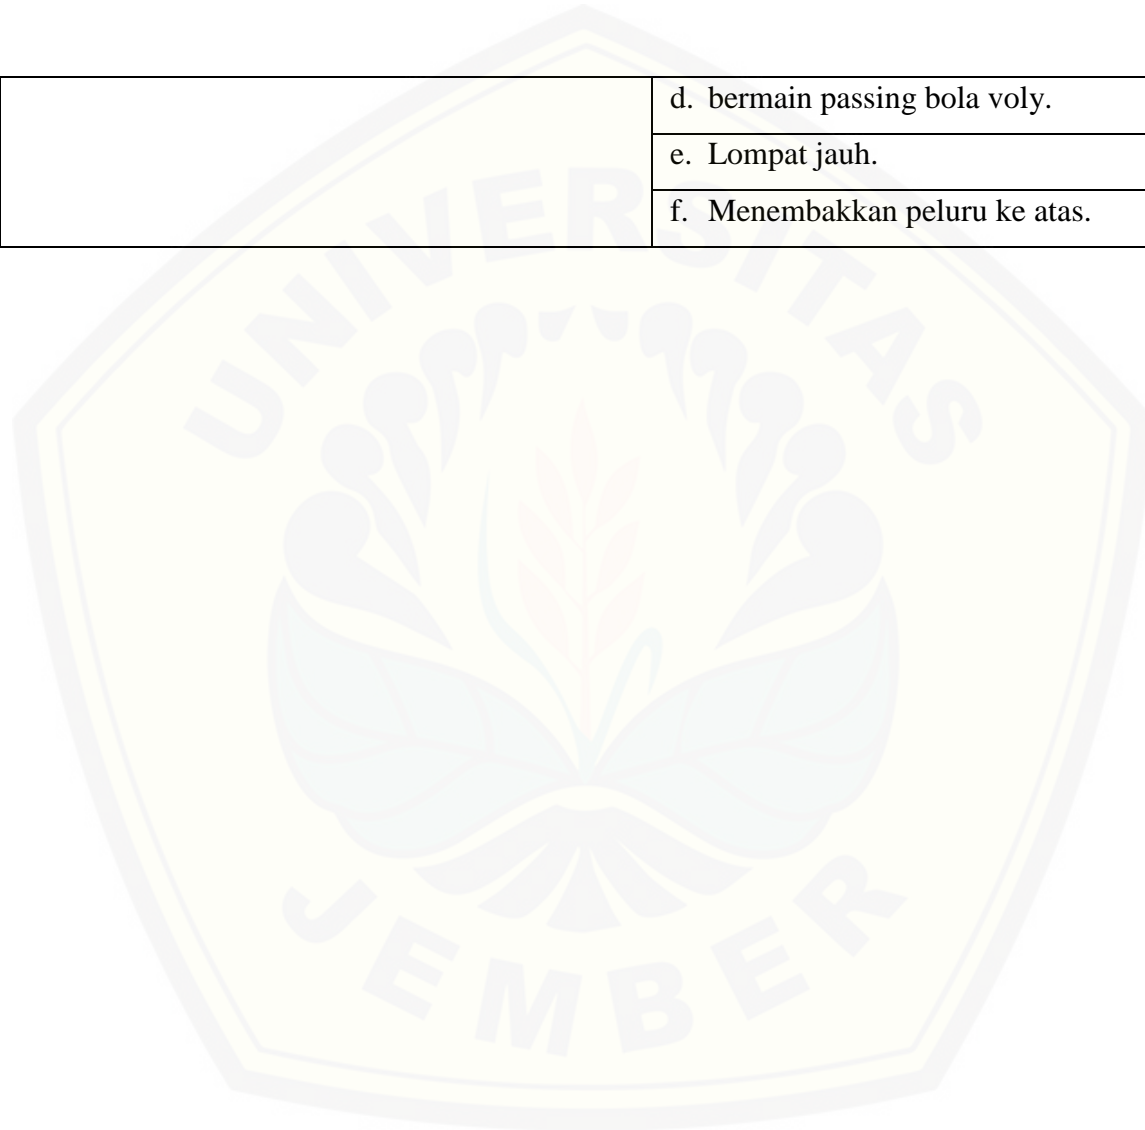 d. bermain passing bola voly.
e. Lompat jauh.
f. Menembakkan peluru ke atas.
UNIVERSITAS
JEMBER